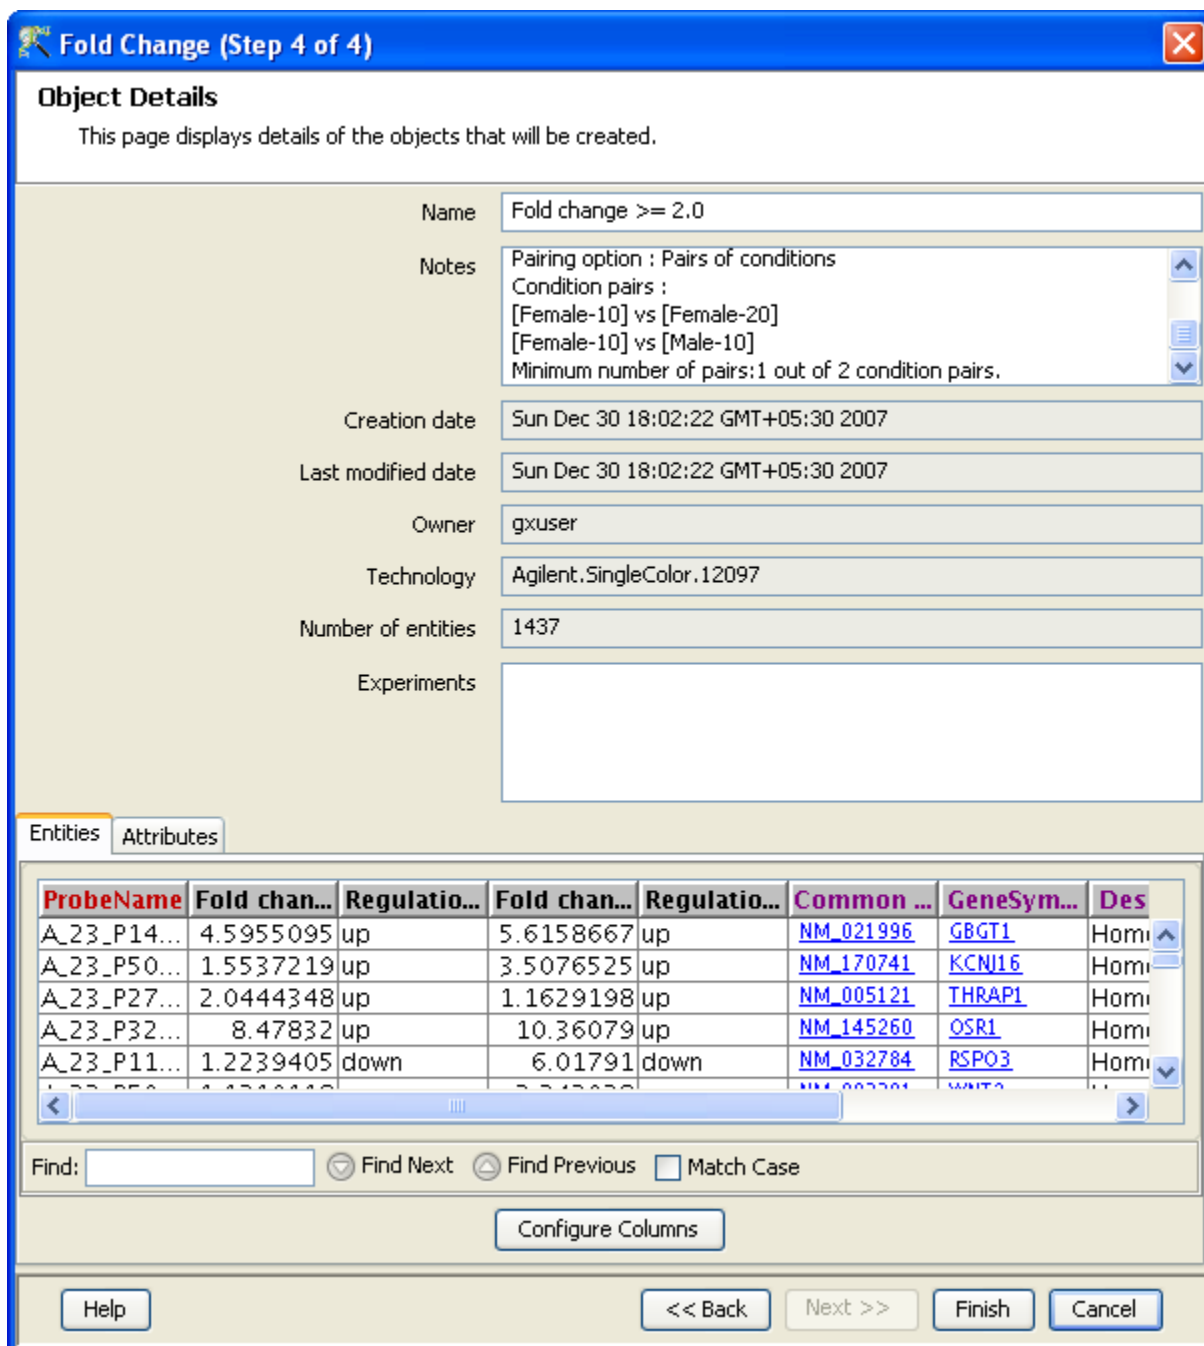 Fold Change (Step 4 of 4)
Object Details
This page displays details of the objects that will be created.
Name Fold change >= 2.0
Notes Pairing option : Pairs of conditions
Condition pairs :
[Female-10] vs [Female-20]
[Female-10] vs [Male-10]
Minimum number of pairs:1 out of 2 condition pairs.
Creation date Sun Dec 30 18:02:22 GMT+05:30 2007
Last modified date Sun Dec 30 18:02:22 GMT+05:30 2007
Owner gxuser
Technology Agilent.SingleColor.12097
Number of entities 1437
Experiments
Entities Attributes
ProbeName Fold chan... Regulatio... Fold chan... Regulatio... Common ... GeneSym... Des
A_23_P14... 4.5955095 up 5.6158667 up NM_021996 GBGT1 Hom
A_23_P50... 1.5537219 up 3.5076525 up NM_170741 KCNJ16 Hom
A_23_P27... 2.0444348 up 1.1629198 up NM_005121 THRAP1 Hom
A_23_P32... 8.47832 up 10.36079 up NM_145260 OSR1 Hom
A_23_P11... 1.2239405 down 6.01791 down NM_032784 RSPO3 Hom
Find: Find Next Find Previous Match Case
Configure Columns
Help << Back Next >> Finish Cancel